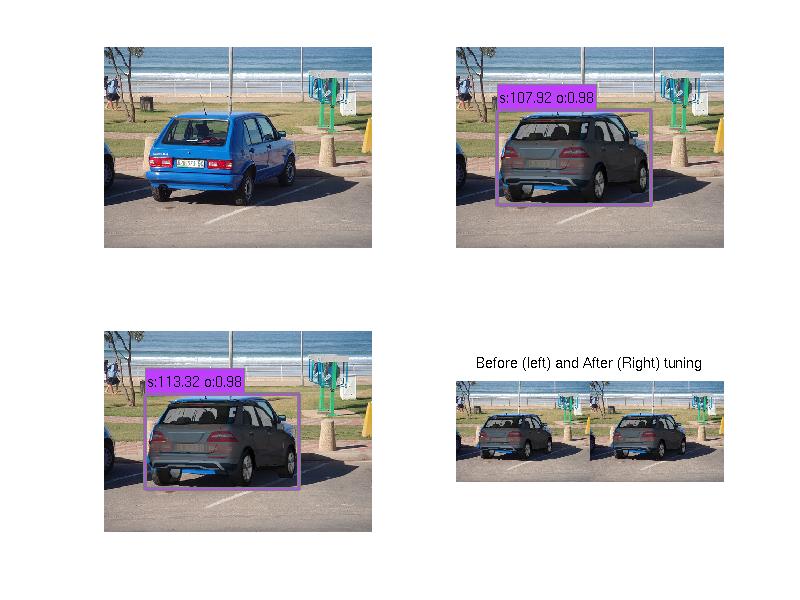 s:107.92 o:0.98
s:113.32 o:0.98
Before (left) and After (Right) tuning